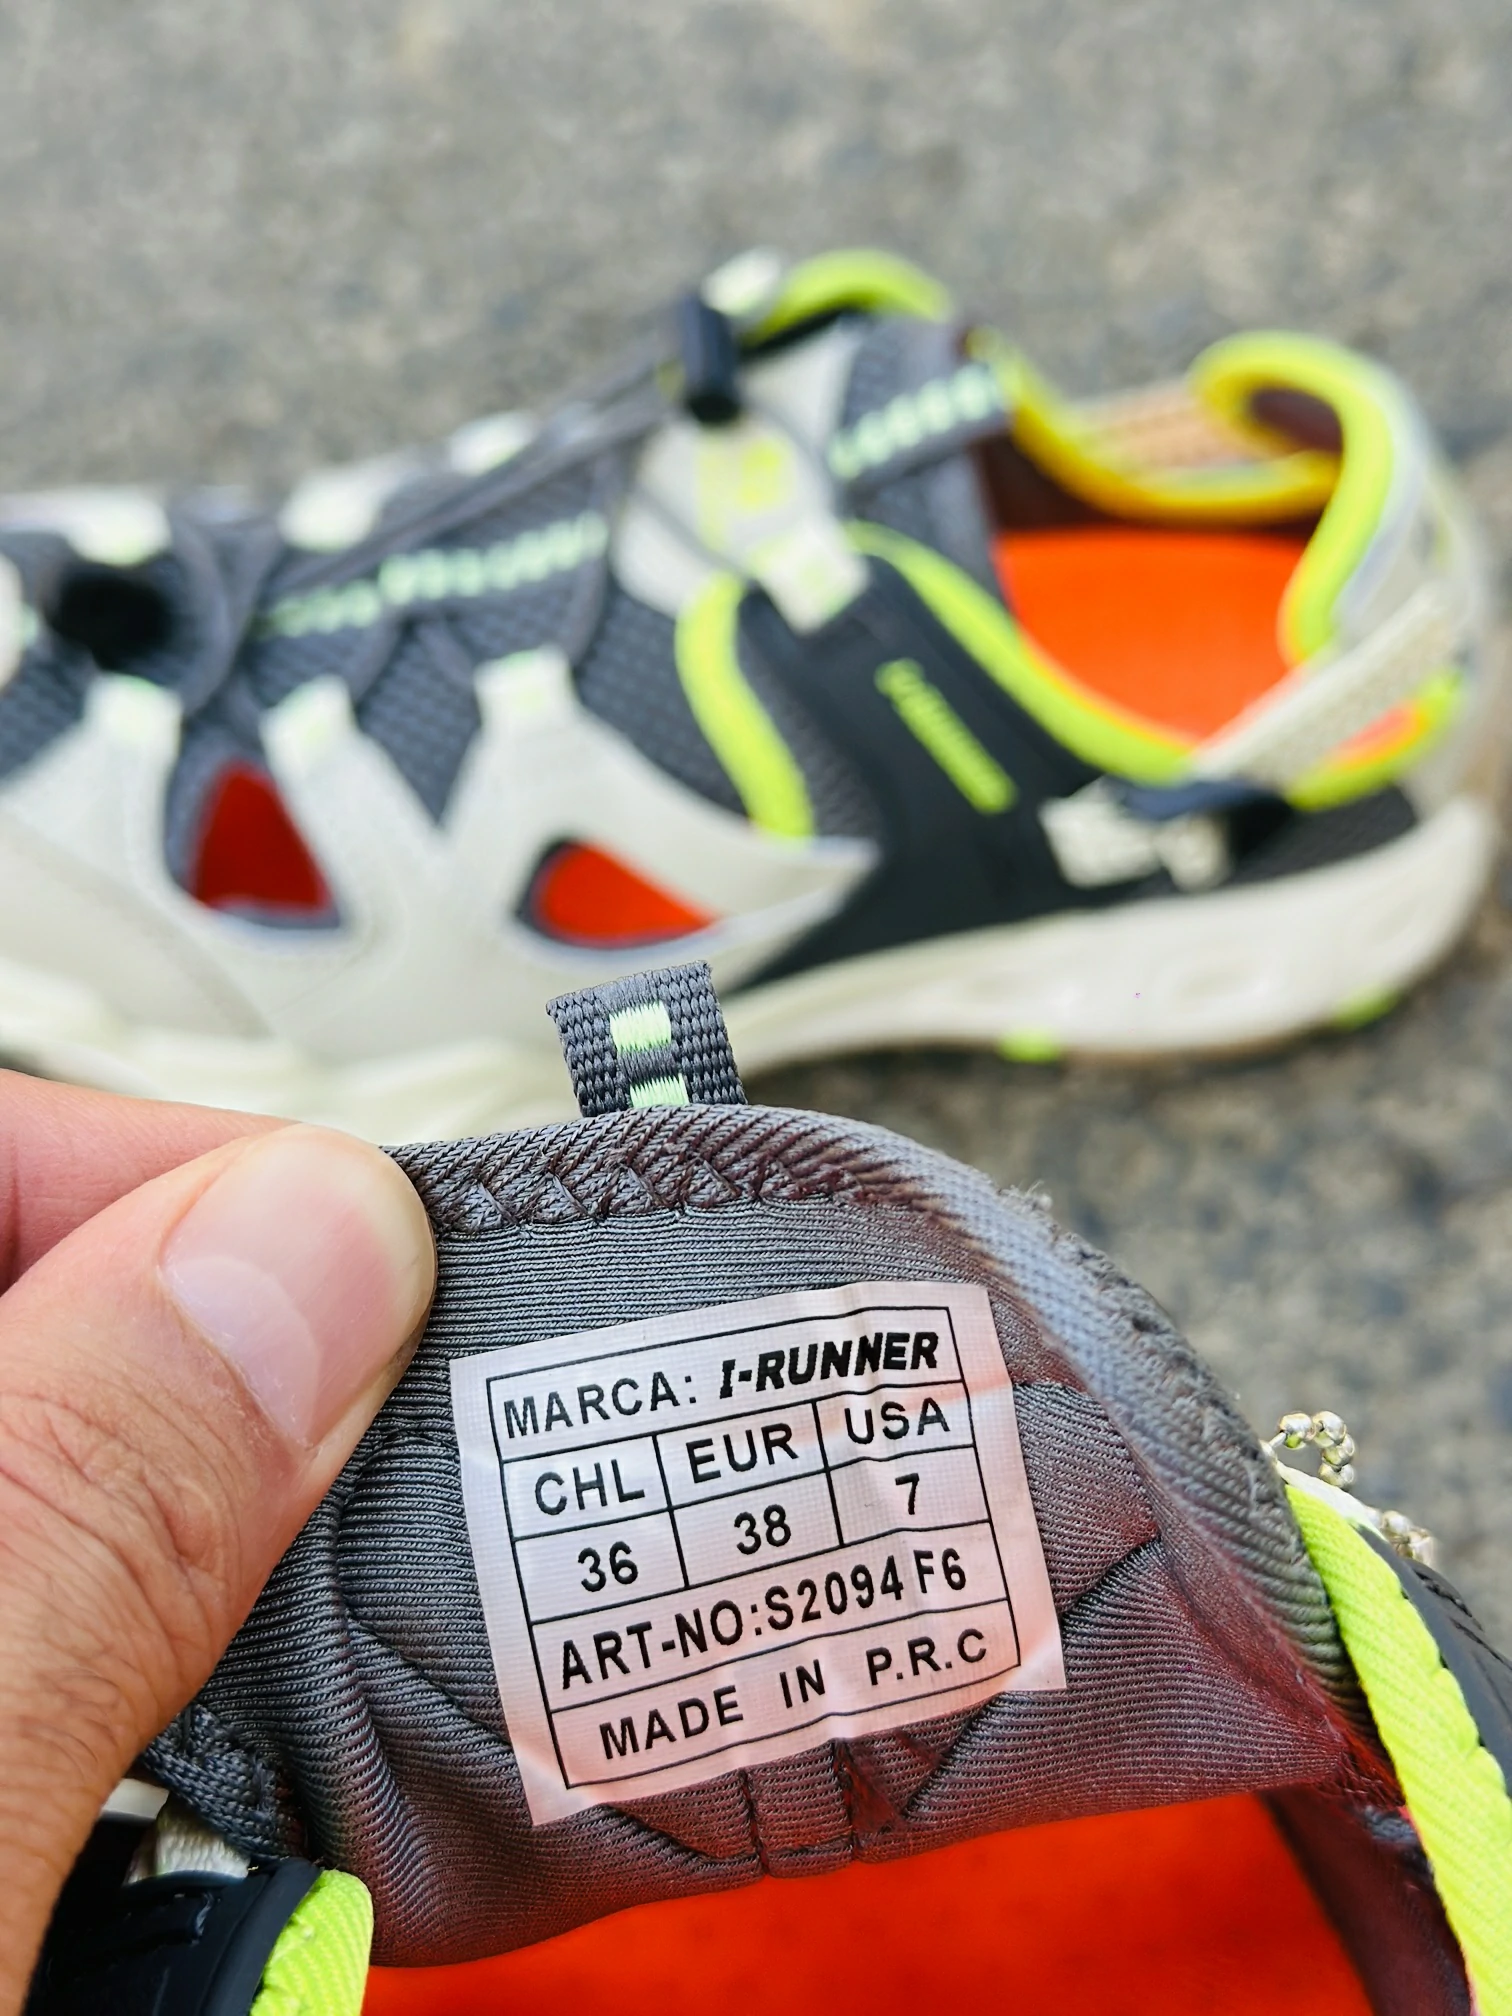 MARCA: I-RUNNER
CHL EUR USA
36 38 7
ART-NO:S2094 F6
MADE IN P.R.C